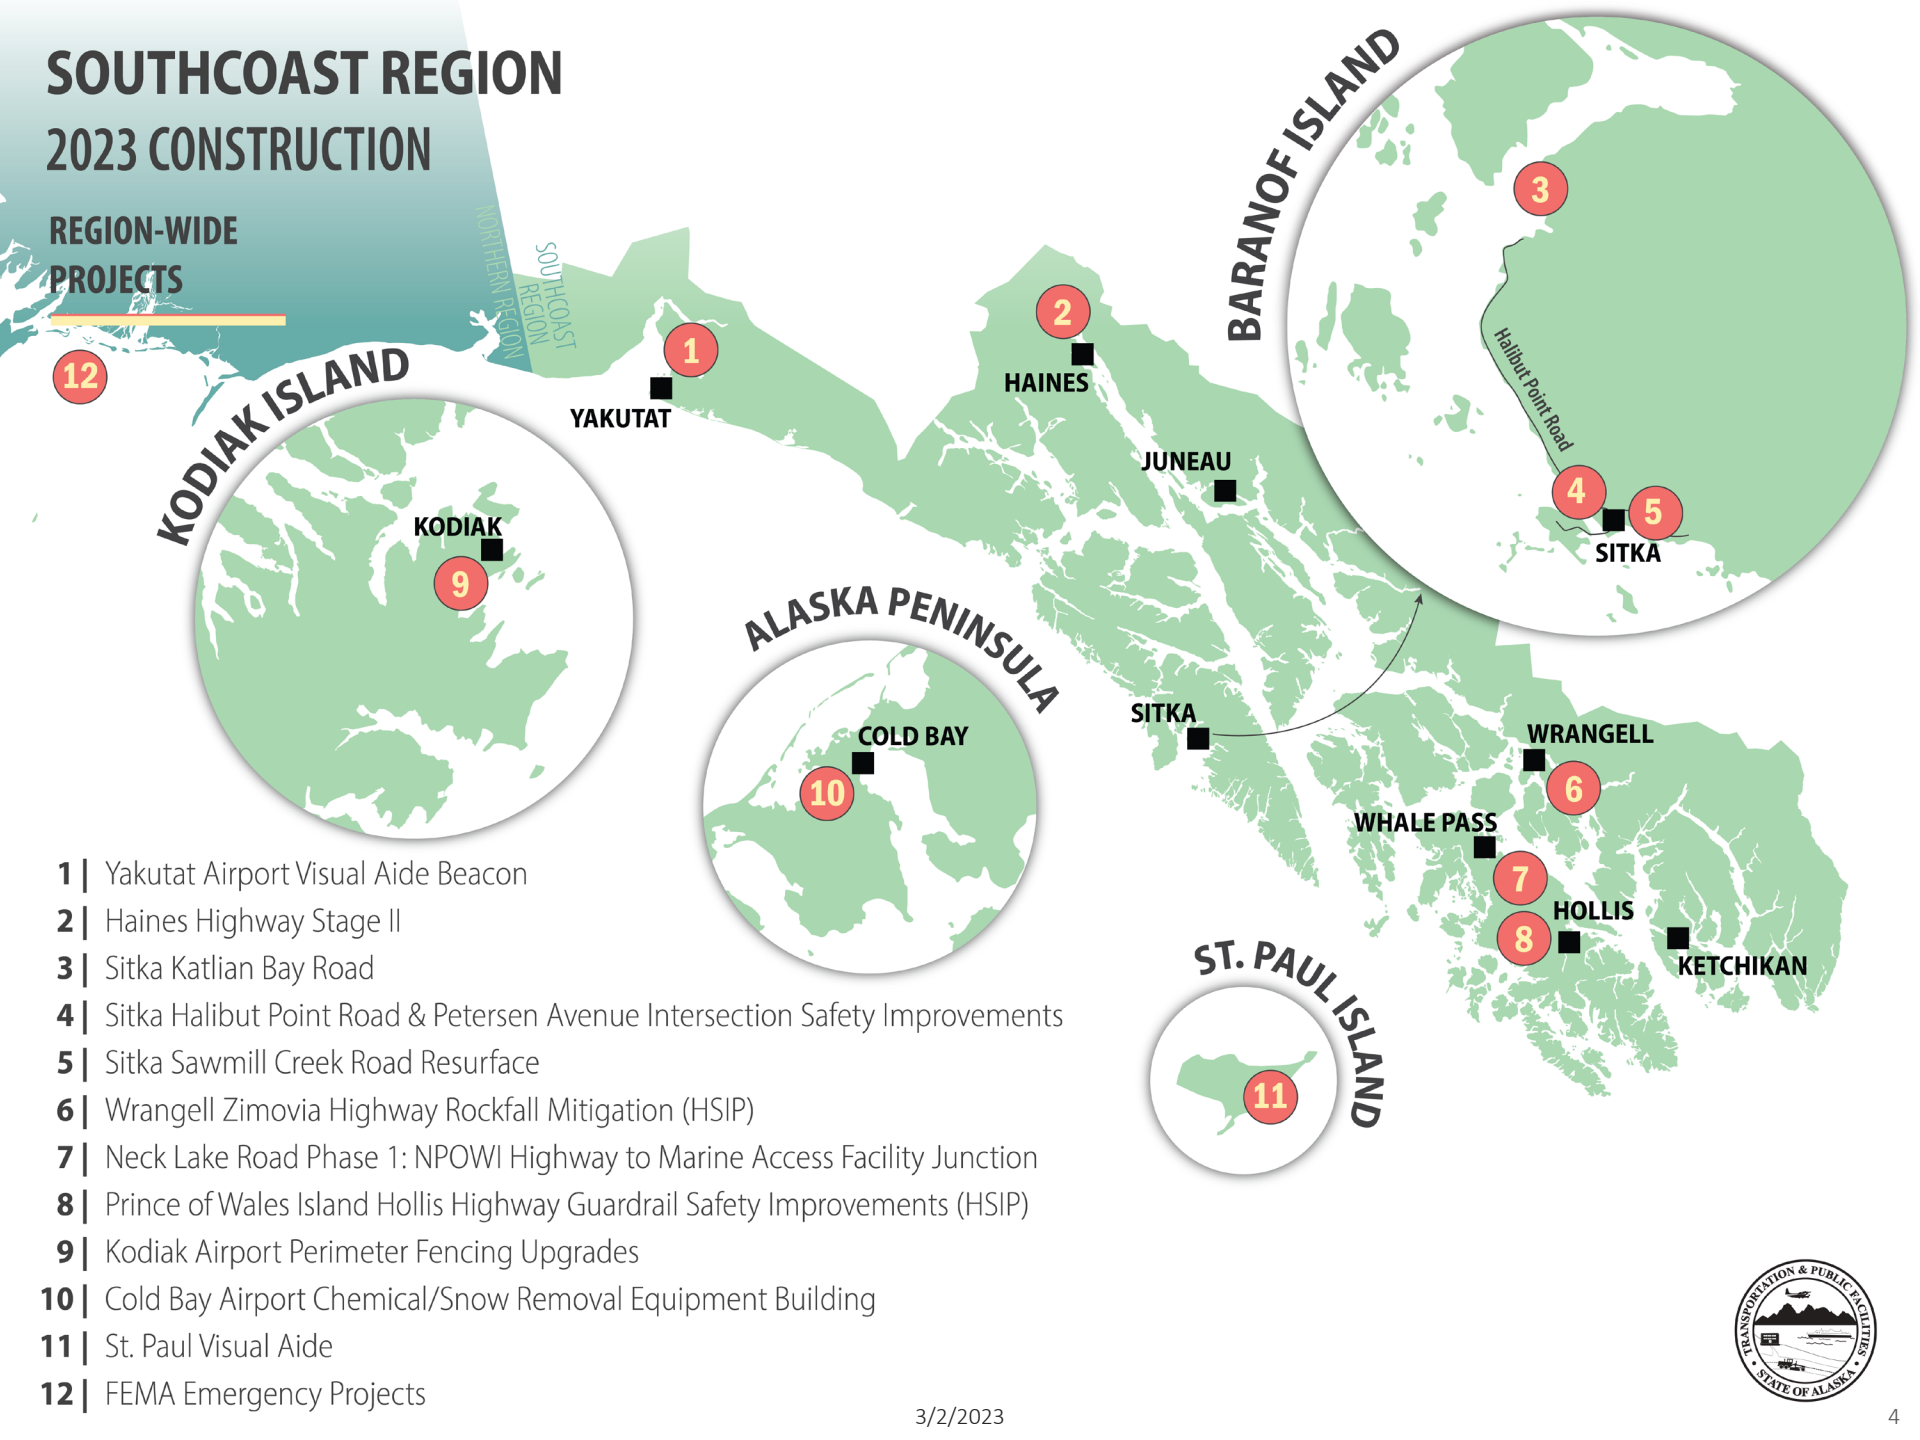 SOUTHCOAST REGION
2023 CONSTRUCTION
REGION-WIDE
PROJECTS
12
NORTHERN REGION
SOUTHCOAST
REGION
1
YAKUTAT
2
HAINES
JUNEAU
BARANOF ISLAND
3
Halibut Point Road
4
5
SITKA
KODIAK ISLAND
KODIAK
9
ALASKA PENINSULA
COLD BAY
10
SITKA
WRANGELL
6
WHALE PASS
7
HOLLIS
8
KETCHIKAN
ST. PAUL ISLAND
11
1| Yakutat Airport Visual Aide Beacon
2| Haines Highway Stage II
3| Sitka Katlian Bay Road
4| Sitka Halibut Point Road & Petersen Avenue Intersection Safety Improvements
5| Sitka Sawmill Creek Road Resurface
6| Wrangell Zimovia Highway Rockfall Mitigation (HSIP)
7| Neck Lake Road Phase 1: NPOWI Highway to Marine Access Facility Junction
8| Prince of Wales Island Hollis Highway Guardrail Safety Improvements (HSIP)
9| Kodiak Airport Perimeter Fencing Upgrades
10| Cold Bay Airport Chemical/Snow Removal Equipment Building
11| St. Paul Visual Aide
12| FEMA Emergency Projects
TRANSPORTATION & PUBLIC FACILITIES
• STATE OF ALASKA •
3/2/2023
4